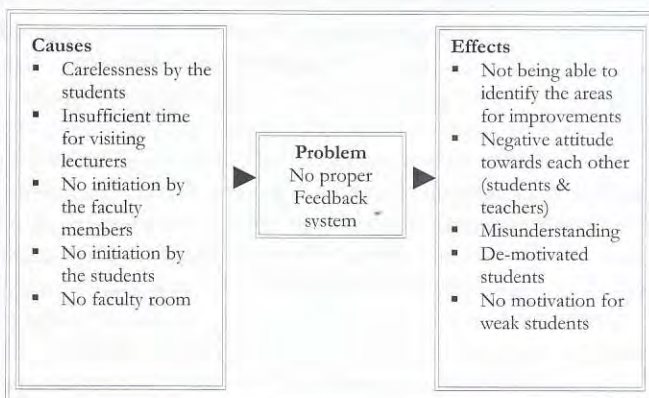 Causes
▪ Carelessness by the
students
▪ Insufficient time
for visiting
lecturers
▪ No initiation by
the faculty
members
▪ No initiation by
the students
▪ No faculty room
Problem
No proper
Feedback
system
Effects
▪ Not being able to
identify the areas
for improvements
▪ Negative attitude
towards each other
(students &
teachers)
▪ Misunderstanding
▪ De-motivated
students
▪ No motivation for
weak students